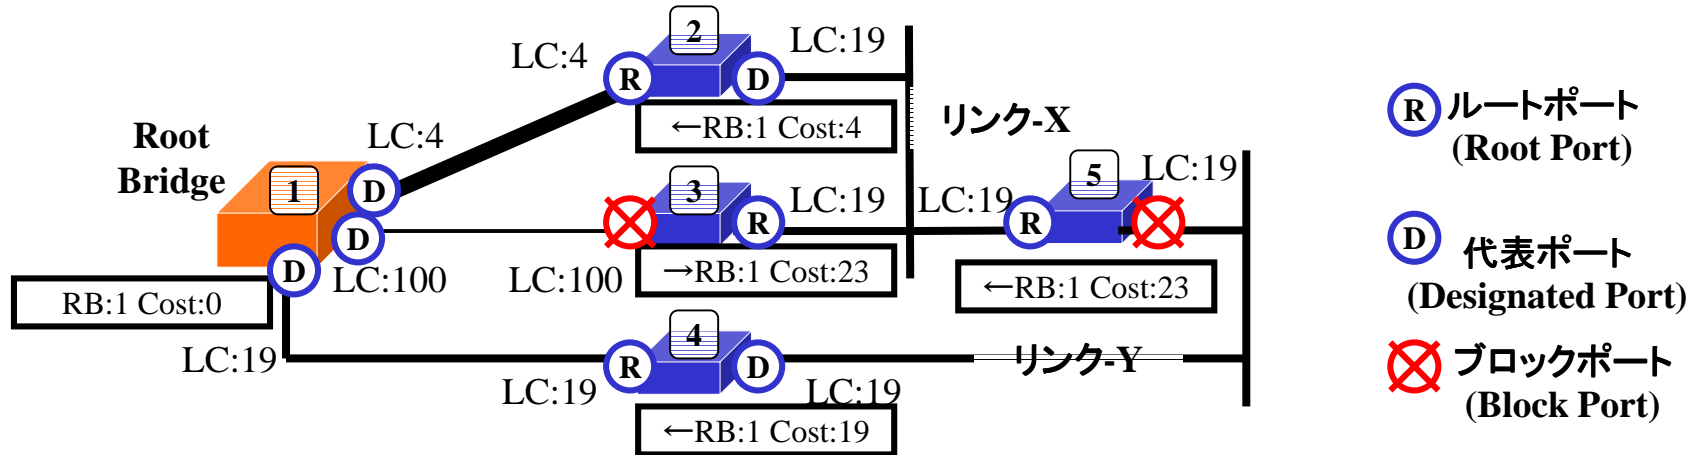 2
LC:4
LC:19
R
D
←RB:1 Cost:4
リンク-X
Root
Bridge
LC:4
1
D
D
D
LC:100
RB:1 Cost:0
LC:19
3
R
LC:19
LC:100
→RB:1 Cost:23
5
LC:19
LC:19
R
←RB:1 Cost:23
4
R
D
LC:19
LC:19
リンク-Y
←RB:1 Cost:19
R
ルートポート
(Root Port)
D
代表ポート
(Designated Port)
ブロックポート
(Block Port)